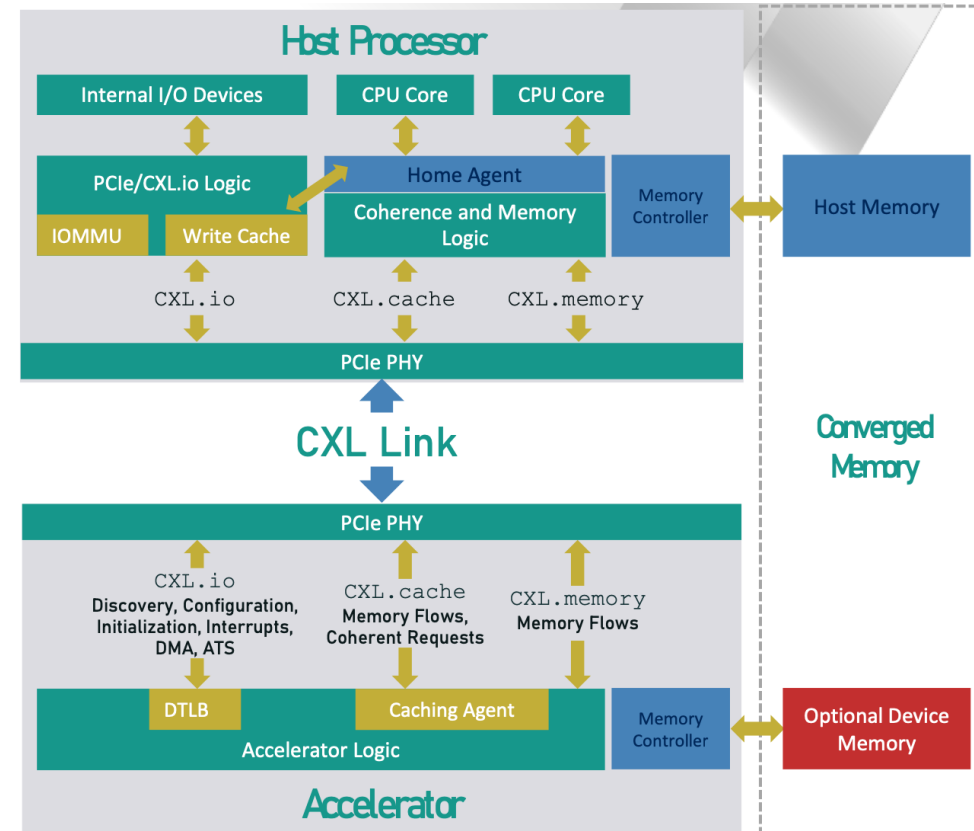 Host Processor
Internal I/O Devices
CPU Core
CPU Core
PCIe/CXL.io Logic
Home Agent
Memory
Controller
Host Memory
IOMMU
Write Cache
Coherence and Memory
Logic
CXL.io
CXL.cache
CXL.memory
PCIe PHY
CXL Link
Converged
Memory
PCIe PHY
CXL.io
Discovery, Configuration,
Initialization, Interrupts,
DMA, ATS
CXL.cache
Memory Flows,
Coherent Requests
CXL.memory
Memory Flows
DTLB
Caching Agent
Accelerator Logic
Memory
Controller
Optional Device
Memory
Accelerator